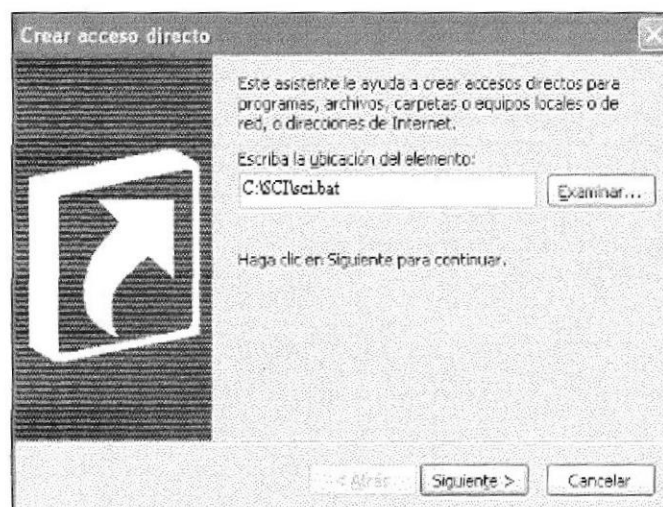 Crear acceso directo
Este asistente le ayuda a crear accesos directos para
programas, archivos, carpetas o equipos locales o de
red, o direcciones de Internet.
Escriba la ubicación del elemento:
C:\SCI\sci.bat
Examinar...
Haga clic en Siguiente para continuar.
< Atrás
Siguiente >
Cancelar